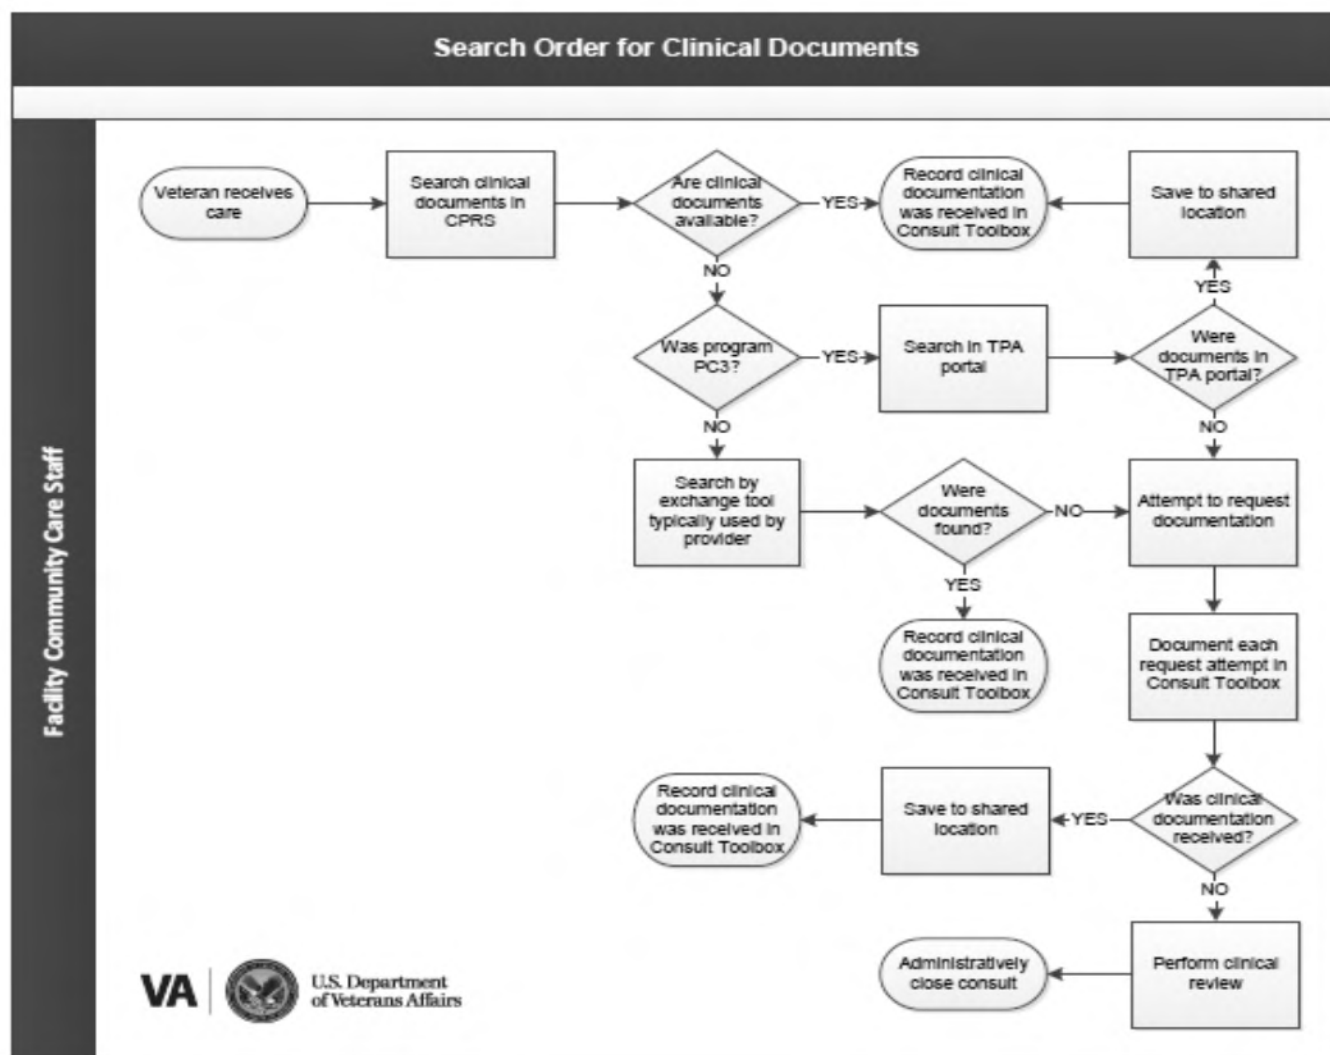 Search Order for Clinical Documents
Facility Community Care Staff
Veteran receives
care
Search clinical
documents in
CPRS
Are clinical
documents
available?
YES
Record clinical
documentation
was received in
Consult Toolbox
Save to shared
location
NO
YES
Was program
PC3?
YES
Search in TPA
portal
Were
documents in
TPA portal?
NO
NO
Search by
exchange tool
typically used by
provider
Were
documents
found?
NO
Attempt to request
documentation
YES
Record clinical
documentation
was received in
Consult Toolbox
Document each
request attempt in
Consult Toolbox
Record clinical
documentation
was received in
Consult Toolbox
Save to shared
location
YES
Was clinical
documentation
received?
NO
Administratively
close consult
Perform clinical
review
VA
U.S. Department
of Veterans Affairs